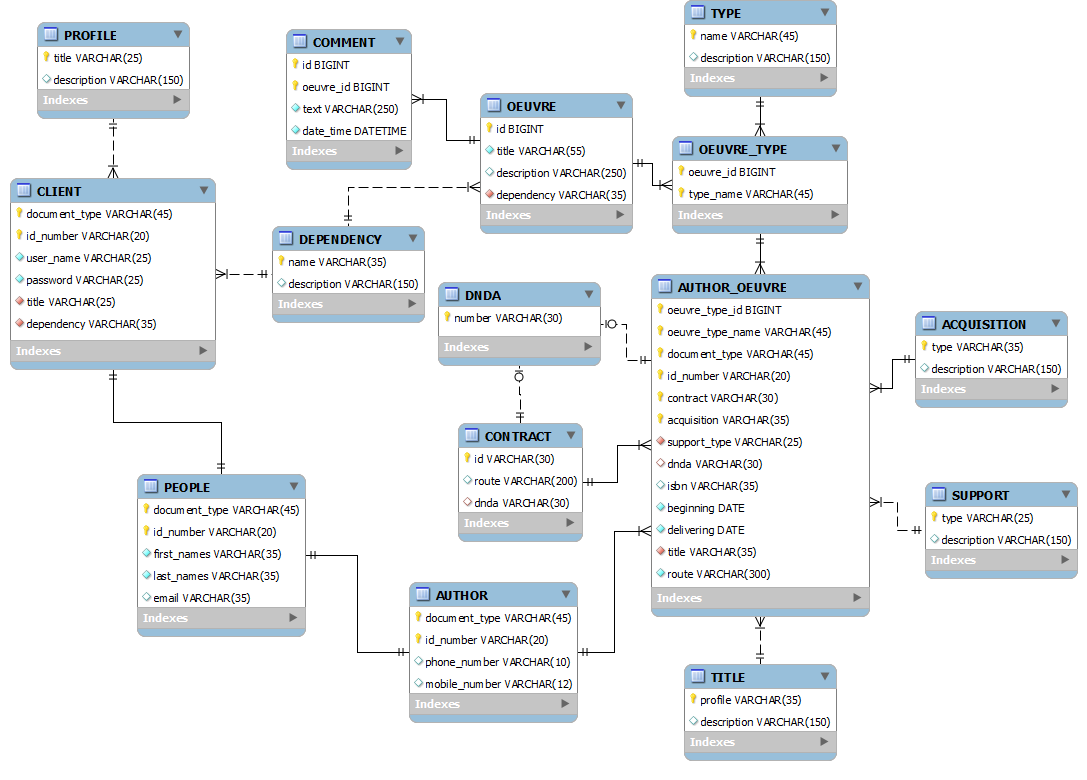 PROFILE
title VARCHAR(25)
description VARCHAR(150)
Indexes
COMMENT
id BIGINT
oeuvre_id BIGINT
text VARCHAR(250)
date_time DATETIME
Indexes
TYPE
name VARCHAR(45)
description VARCHAR(150)
Indexes
OEUVRE
id BIGINT
title VARCHAR(55)
description VARCHAR(250)
dependency VARCHAR(35)
Indexes
OEUVRE_TYPE
oeuvre_id BIGINT
type_name VARCHAR(45)
Indexes
CLIENT
document_type VARCHAR(45)
id_number VARCHAR(20)
user_name VARCHAR(25)
password VARCHAR(25)
title VARCHAR(25)
dependency VARCHAR(35)
Indexes
DEPENDENCY
name VARCHAR(35)
description VARCHAR(150)
Indexes
DNDA
number VARCHAR(30)
Indexes
AUTHOR_OEUVRE
oeuvre_type_id BIGINT
oeuvre_type_name VARCHAR(45)
document_type VARCHAR(45)
id_number VARCHAR(20)
contract VARCHAR(30)
acquisition VARCHAR(35)
support_type VARCHAR(25)
dnda VARCHAR(30)
isbn VARCHAR(35)
beginning DATE
delivering DATE
title VARCHAR(35)
route VARCHAR(300)
Indexes
ACQUISITION
type VARCHAR(35)
description VARCHAR(150)
Indexes
CONTRACT
id VARCHAR(30)
route VARCHAR(200)
dnda VARCHAR(30)
Indexes
PEOPLE
document_type VARCHAR(45)
id_number VARCHAR(20)
first_names VARCHAR(35)
last_names VARCHAR(35)
email VARCHAR(35)
Indexes
SUPPORT
type VARCHAR(25)
description VARCHAR(150)
Indexes
AUTHOR
document_type VARCHAR(45)
id_number VARCHAR(20)
phone_number VARCHAR(10)
mobile_number VARCHAR(12)
Indexes
TITLE
profile VARCHAR(35)
description VARCHAR(150)
Indexes